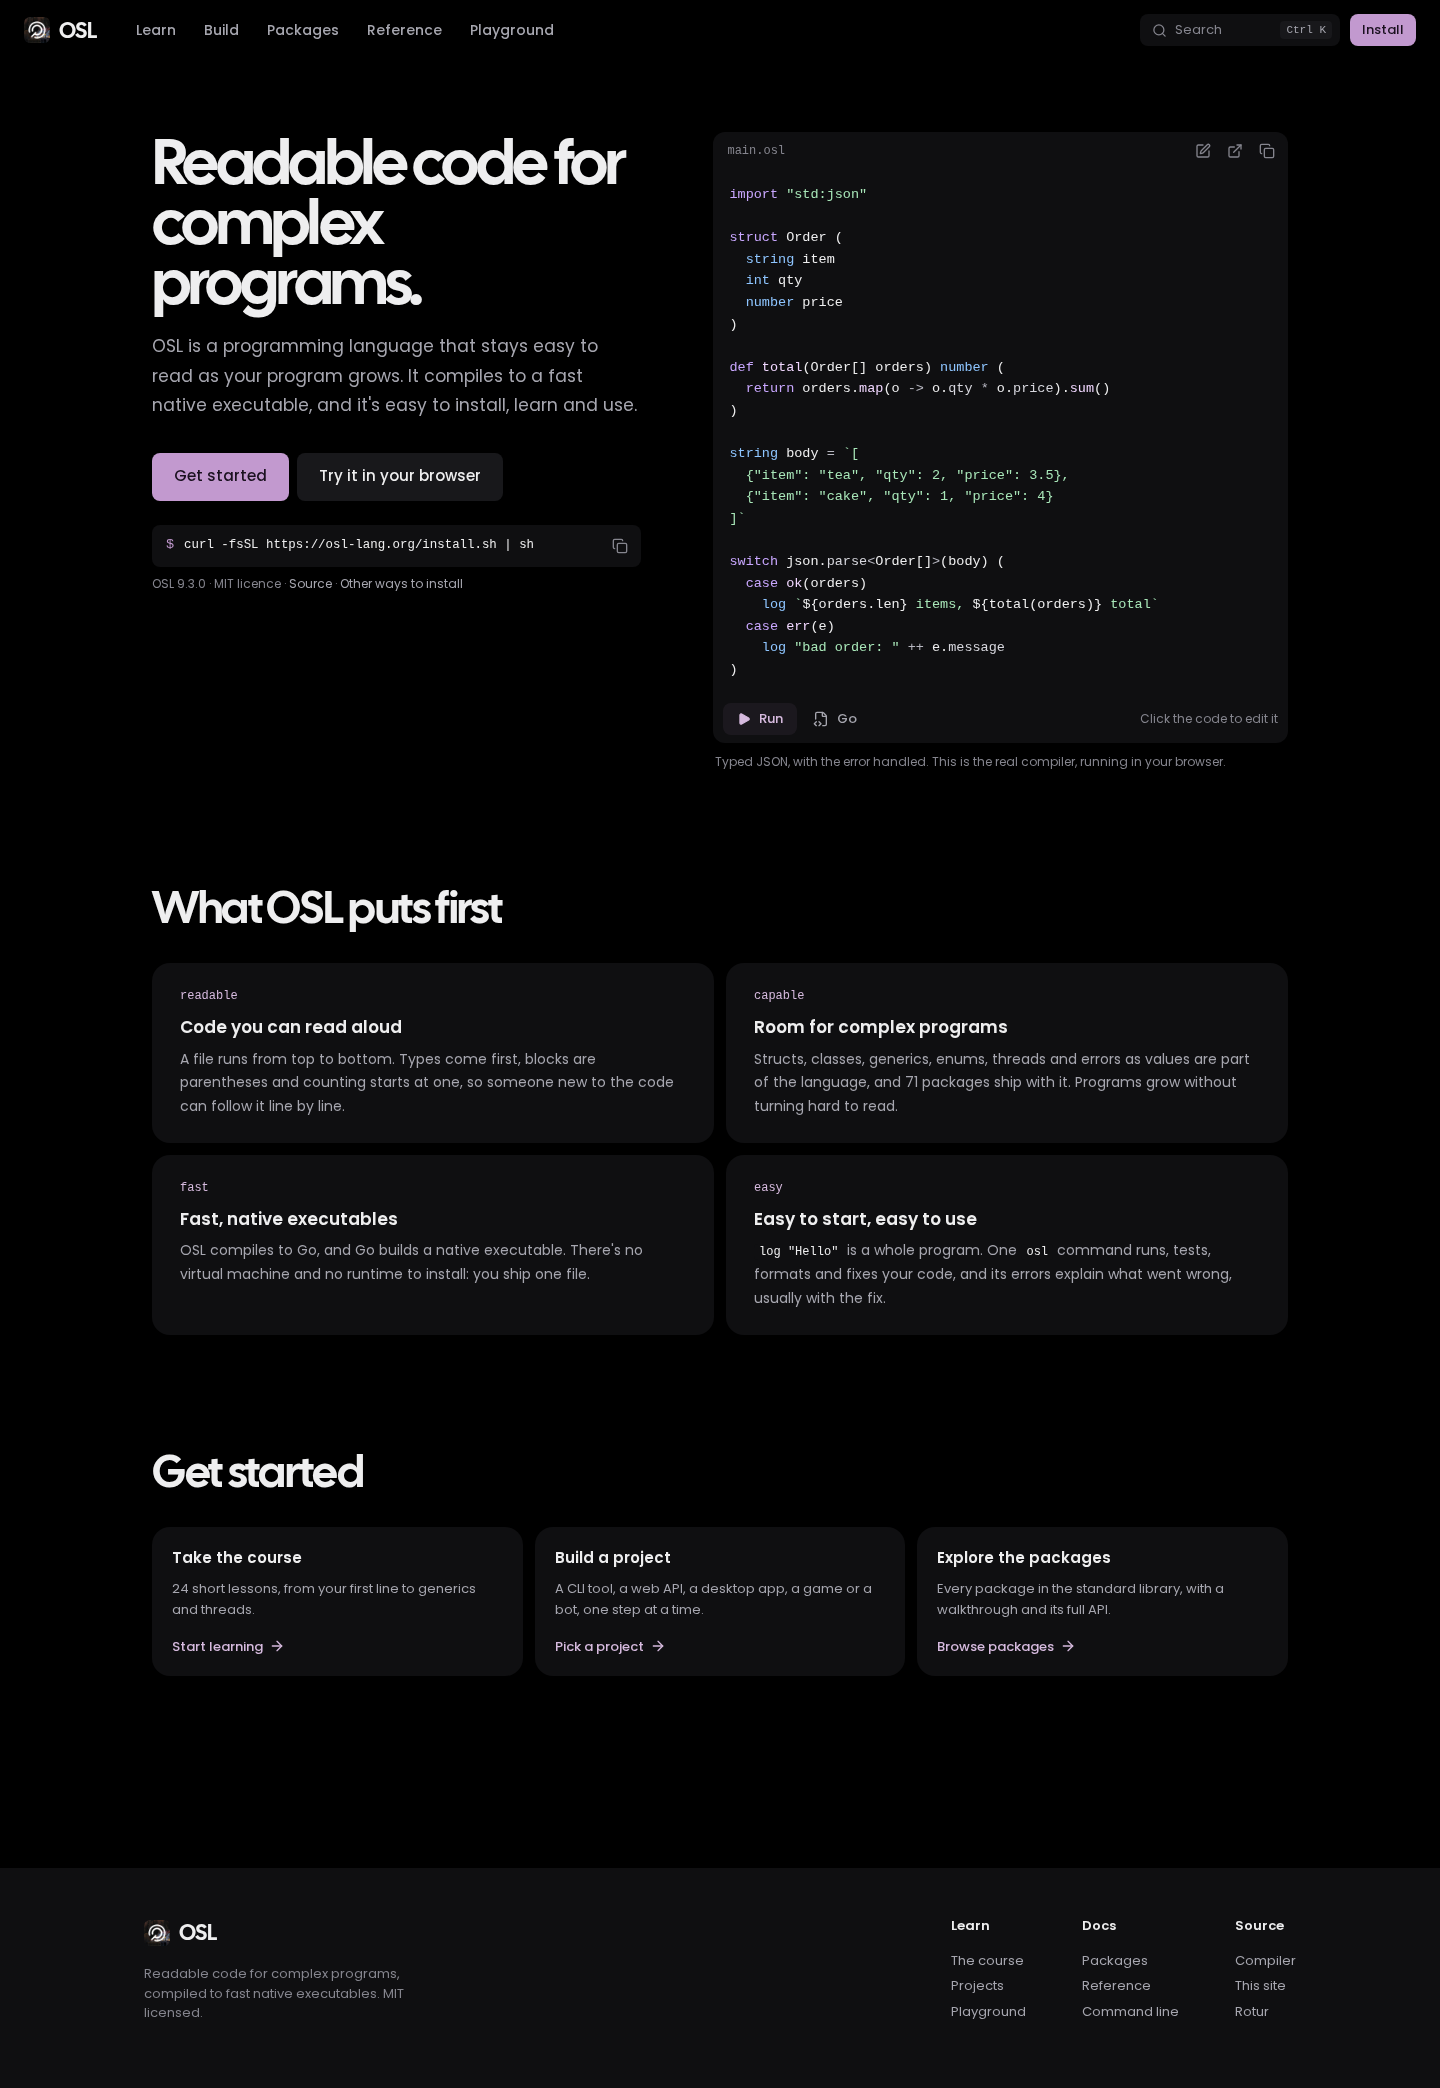 OSL
Learn
Build
Packages
Reference
Playground
Search
Ctrl K
Install
Readable code for
complex
programs.
OSL is a programming language that stays easy to
read as your program grows. It compiles to a fast
native executable, and it's easy to install, learn and use.
Get started
Try it in your browser
$ curl -fsSL https://osl-lang.org/install.sh | sh
OSL 9.3.0 · MIT licence · Source · Other ways to install
main.osl
import "std:json"
struct Order (
  string item
  int qty
  number price
)
def total(Order[] orders) number (
  return orders.map(o -> o.qty * o.price).sum()
)
string body = `[
  {"item": "tea", "qty": 2, "price": 3.5},
  {"item": "cake", "qty": 1, "price": 4}
]`
switch json.parse<Order[]>(body) (
  case ok(orders)
    log `${orders.len} items, ${total(orders)} total`
  case err(e)
    log "bad order: " ++ e.message
)
Run
Go
Click the code to edit it
Typed JSON, with the error handled. This is the real compiler, running in your browser.
What OSL puts first
readable
Code you can read aloud
A file runs from top to bottom. Types come first, blocks are
parentheses and counting starts at one, so someone new to the code
can follow it line by line.
capable
Room for complex programs
Structs, classes, generics, enums, threads and errors as values are part
of the language, and 71 packages ship with it. Programs grow without
turning hard to read.
fast
Fast, native executables
OSL compiles to Go, and Go builds a native executable. There's no
virtual machine and no runtime to install: you ship one file.
easy
Easy to start, easy to use
log "Hello" is a whole program. One osl command runs, tests,
formats and fixes your code, and its errors explain what went wrong,
usually with the fix.
Get started
Take the course
24 short lessons, from your first line to generics
and threads.
Start learning →
Build a project
A CLI tool, a web API, a desktop app, a game or a
bot, one step at a time.
Pick a project →
Explore the packages
Every package in the standard library, with a
walkthrough and its full API.
Browse packages →
OSL
Readable code for complex programs,
compiled to fast native executables. MIT
licensed.
Learn
The course
Projects
Playground
Docs
Packages
Reference
Command line
Source
Compiler
This site
Rotur